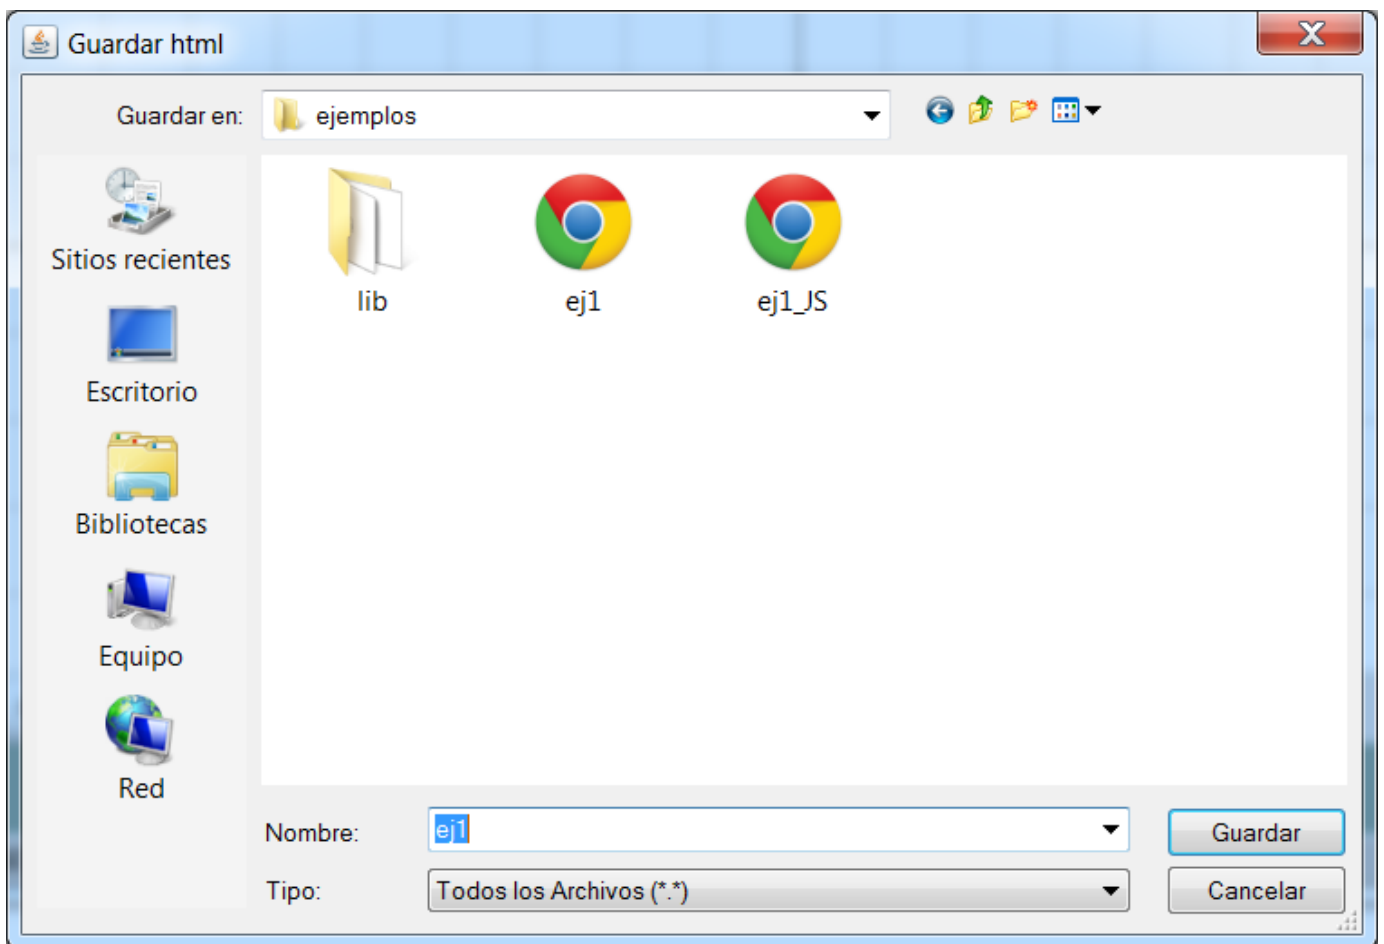 Guardar html
Guardar en:
ejemplos
Sitios recientes
Escritorio
Bibliotecas
Equipo
Red
lib
ej1
ej1_JS
Nombre:
ej1
Guardar
Tipo:
Todos los Archivos (*.*)
Cancelar